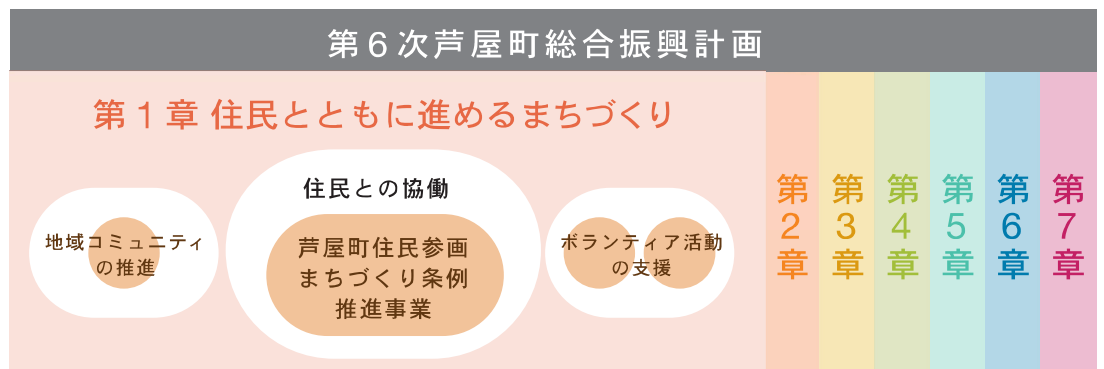 第6次芦屋町総合振興計画
第1章 住民とともに進めるまちづくり
地域コミュニティ
の推進
住民との協働
芦屋町住民参画
まちづくり条例
推進事業
ボランティア活動
の支援
第2章
第3章
第4章
第5章
第6章
第7章